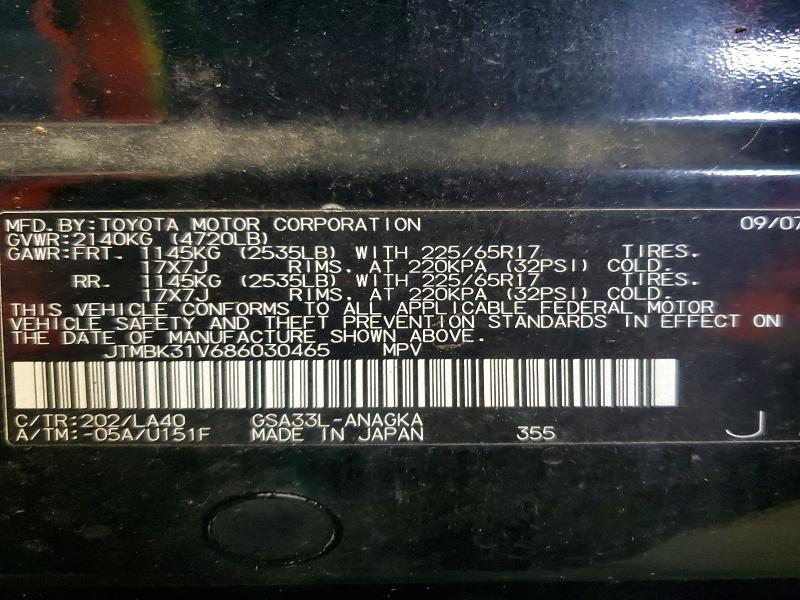 MFD. BY: TOYOTA MOTOR CORPORATION 09/07
GVWR: 2140KG (4720LB)
GAWR: FRT. 1145KG (2535LB) WITH 225/65R17 TIRES.
17X7J RIMS, AT 220KPA (32PSI) COLD.
RR. 1145KG (2535LB) WITH 225/65R17 TIRES.
17X7J RIMS, AT 220KPA (32PSI) COLD.
THIS VEHICLE CONFORMS TO ALL APPLICABLE FEDERAL MOTOR
VEHICLE SAFETY AND THEFT PREVENTION STANDARDS IN EFFECT ON
THE DATE OF MANUFACTURE SHOWN ABOVE.
JTMBK31V686030465 MPV
C/TR: 202/LA40 GSA33L-ANAGKA
A/TM: -05A/U151F MADE IN JAPAN 355 J